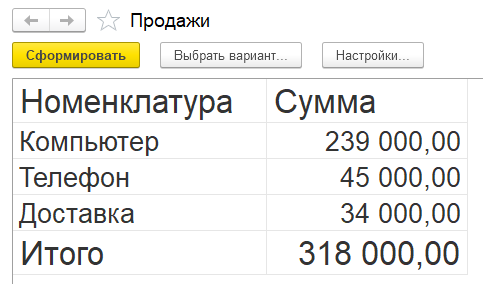 Продажи
Сформировать Выбрать вариант... Настройки...
Номенклатура Сумма
Компьютер 239 000,00
Телефон 45 000,00
Доставка 34 000,00
Итого 318 000,00